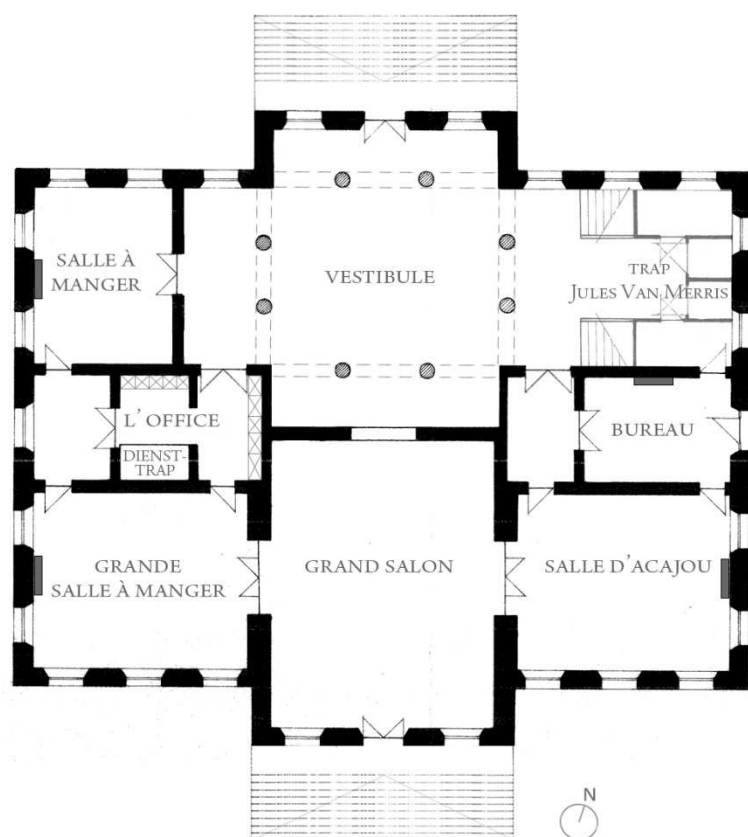 SALLE À
MANGER
VESTIBULE
TRAP
JULES VAN MERRIS
L' OFFICE
DIENST-
TRAP
BUREAU
GRANDE
SALLE À MANGER
GRAND SALON
SALLE D'ACAJOU
N